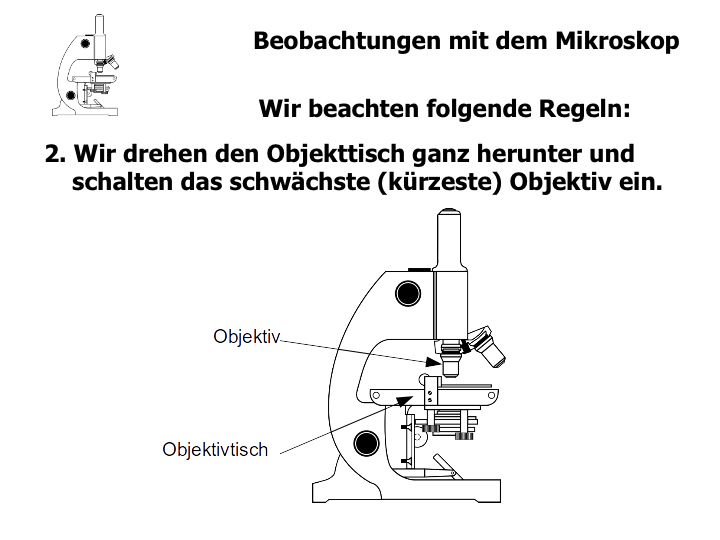 Beobachtungen mit dem Mikroskop
Wir beachten folgende Regeln:
2. Wir drehen den Objekttisch ganz herunter und
schalten das schwächste (kürzeste) Objektiv ein.
Objektiv
Objektivtisch